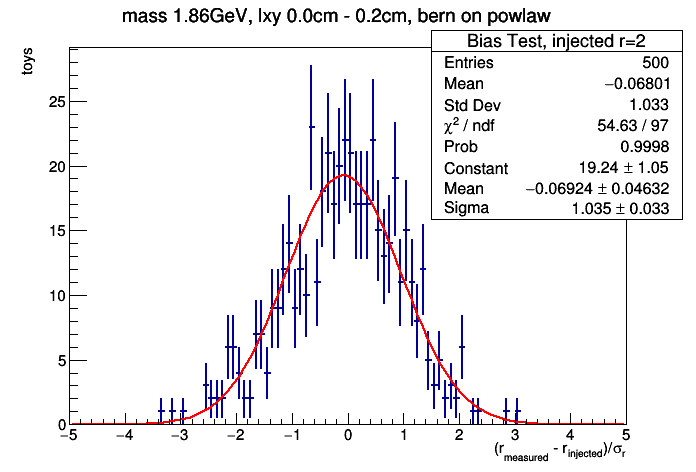 mass 1.86GeV, lxy 0.0cm - 0.2cm, bern on powlaw
toys
Bias Test, injected r=2
Entries 500
Mean −0.06801
Std Dev 1.033
χ² / ndf 54.63 / 97
Prob 0.9998
Constant 19.24 ± 1.05
Mean −0.06924 ± 0.04632
Sigma 1.035 ± 0.033
25
20
15
10
5
0
−5 −4 −3 −2 −1 0 1 2 3 4 5
(r_measured - r_injected)/σ_r